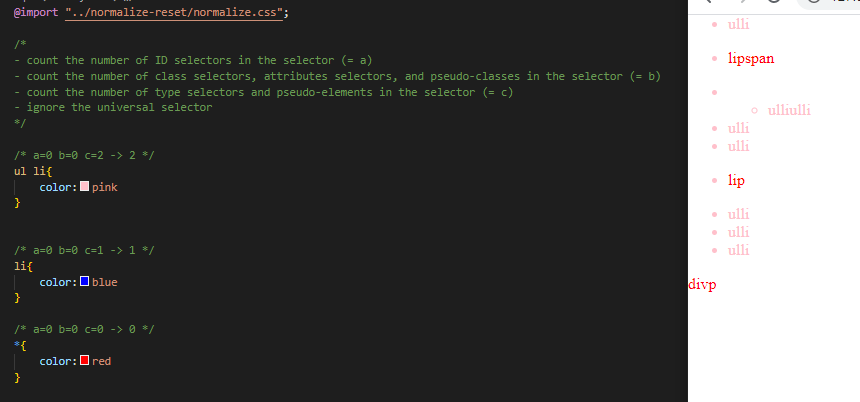 @import "../normalize-reset/normalize.css";
/*
- count the number of ID selectors in the selector (= a)
- count the number of class selectors, attributes selectors, and pseudo-classes in the selector (= b)
- count the number of type selectors and pseudo-elements in the selector (= c)
- ignore the universal selector
*/
/* a=0 b=0 c=2 -> 2 */
ul li{
color: pink
}
/* a=0 b=0 c=1 -> 1 */
li{
color: blue
}
/* a=0 b=0 c=0 -> 0 */
*{
color: red
}
ulli
lipspan
ulliulli
ulli
ulli
lip
ulli
ulli
ulli
divp